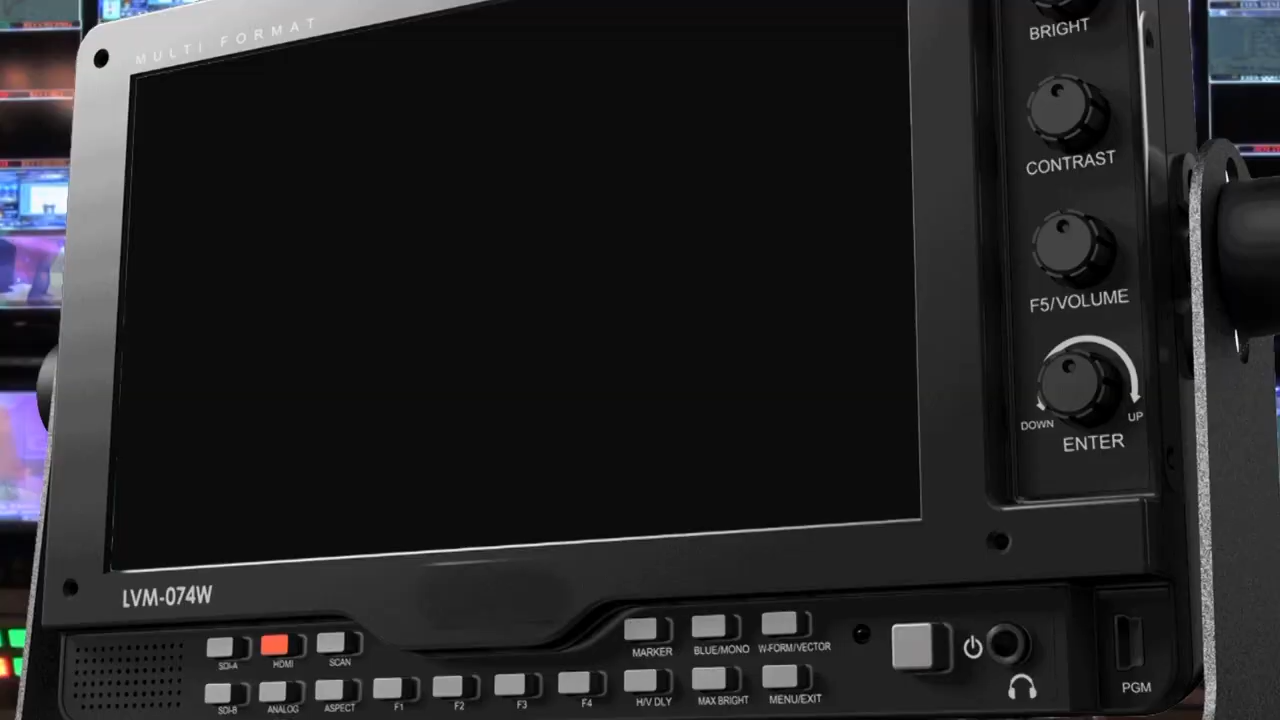 MULTI FORMAT
BRIGHT
CONTRAST
F5/VOLUME
DOWN
UP
ENTER
LVM-074W
SDI-A
HDMI
SCAN
MARKER
BLUE/MONO
W-FORM/VECTOR
SDI-B
ANALOG
ASPECT
F1
F2
F3
F4
H/V DLY
MAX BRIGHT
MENU/EXIT
PGM